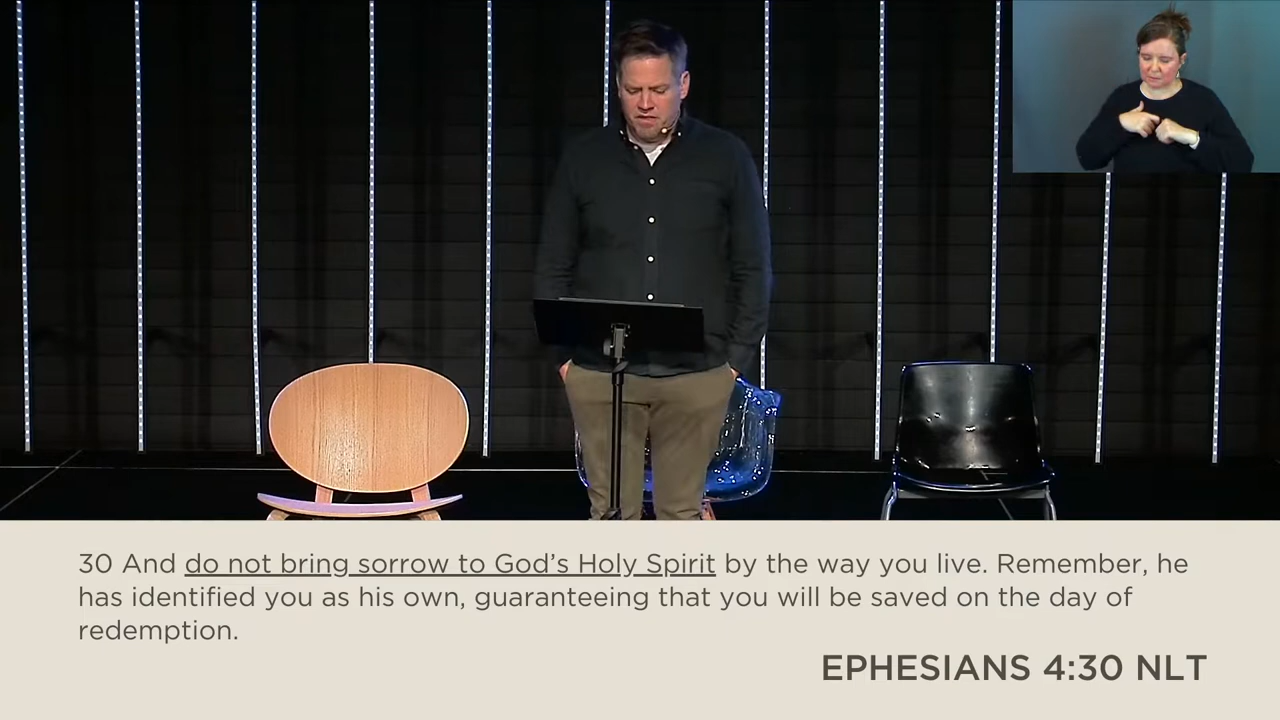 30 And do not bring sorrow to God’s Holy Spirit by the way you live. Remember, he
has identified you as his own, guaranteeing that you will be saved on the day of
redemption.
EPHESIANS 4:30 NLT